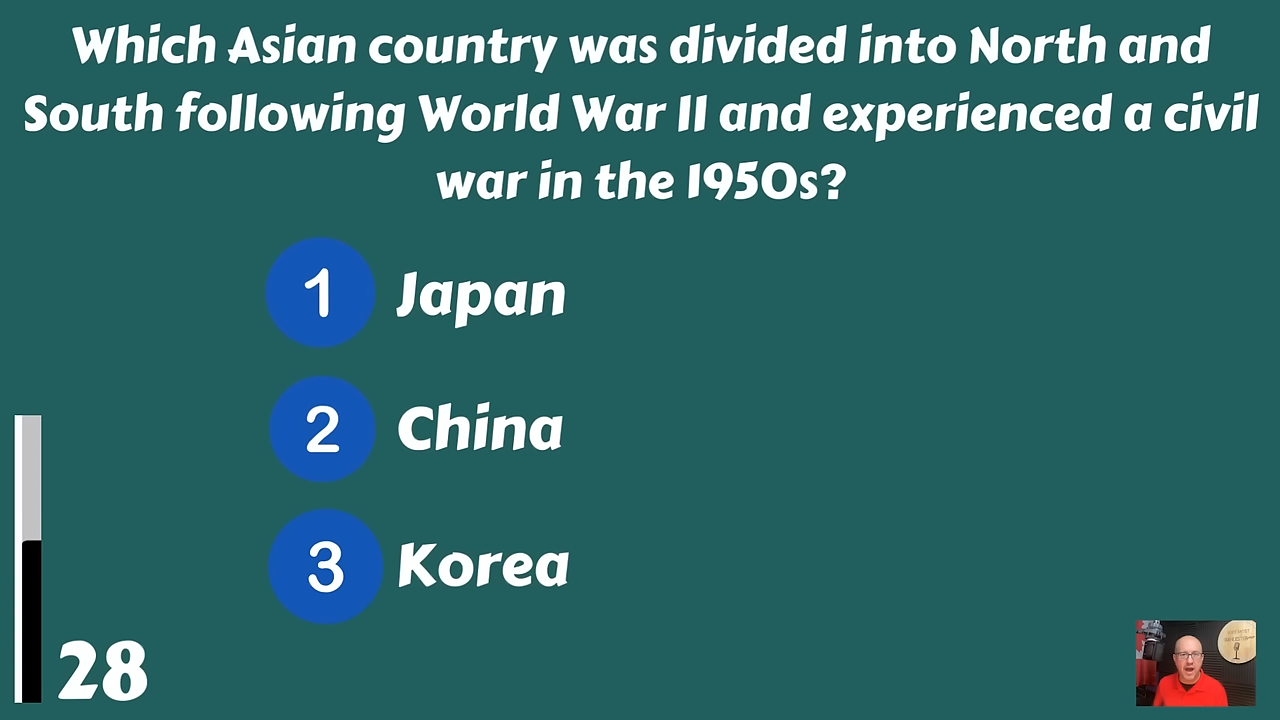 Which Asian country was divided into North and
South following World War II and experienced a civil
war in the 1950s?
1 Japan
2 China
3 Korea
28